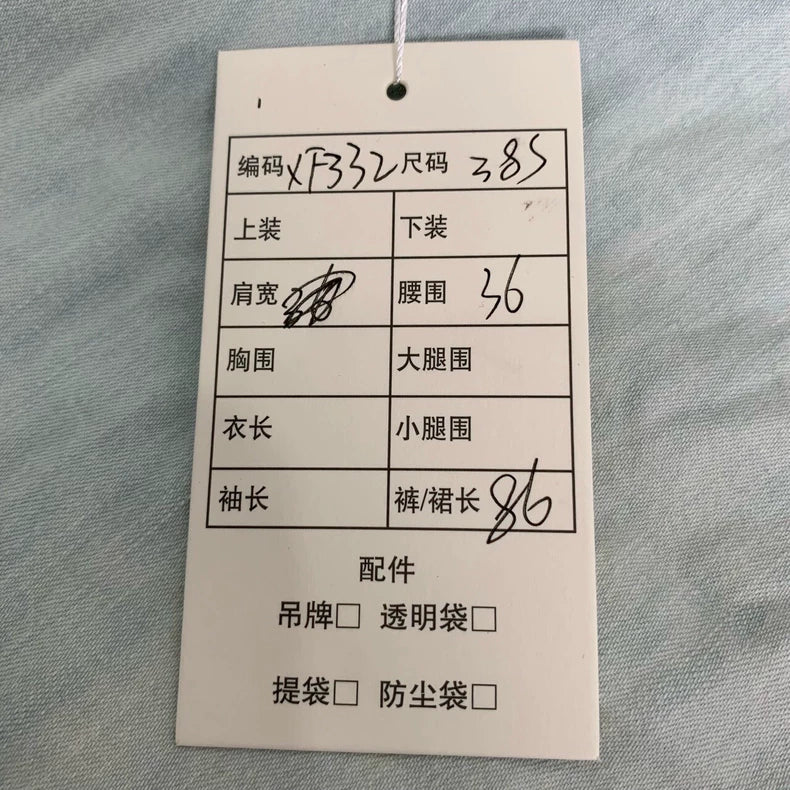 编码 XF332 尺码 38S
上装 下装
肩宽 腰围 36
胸围 大腿围
衣长 小腿围
袖长 裤/裙长 86
配件
吊牌□ 透明袋□
提袋□ 防尘袋□